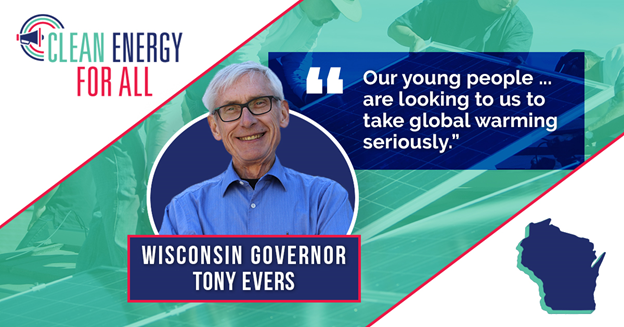 CLEAN ENERGY
FOR ALL
“
Our young people ...
are looking to us to
take global warming
seriously.”
WISCONSIN GOVERNOR
TONY EVERS